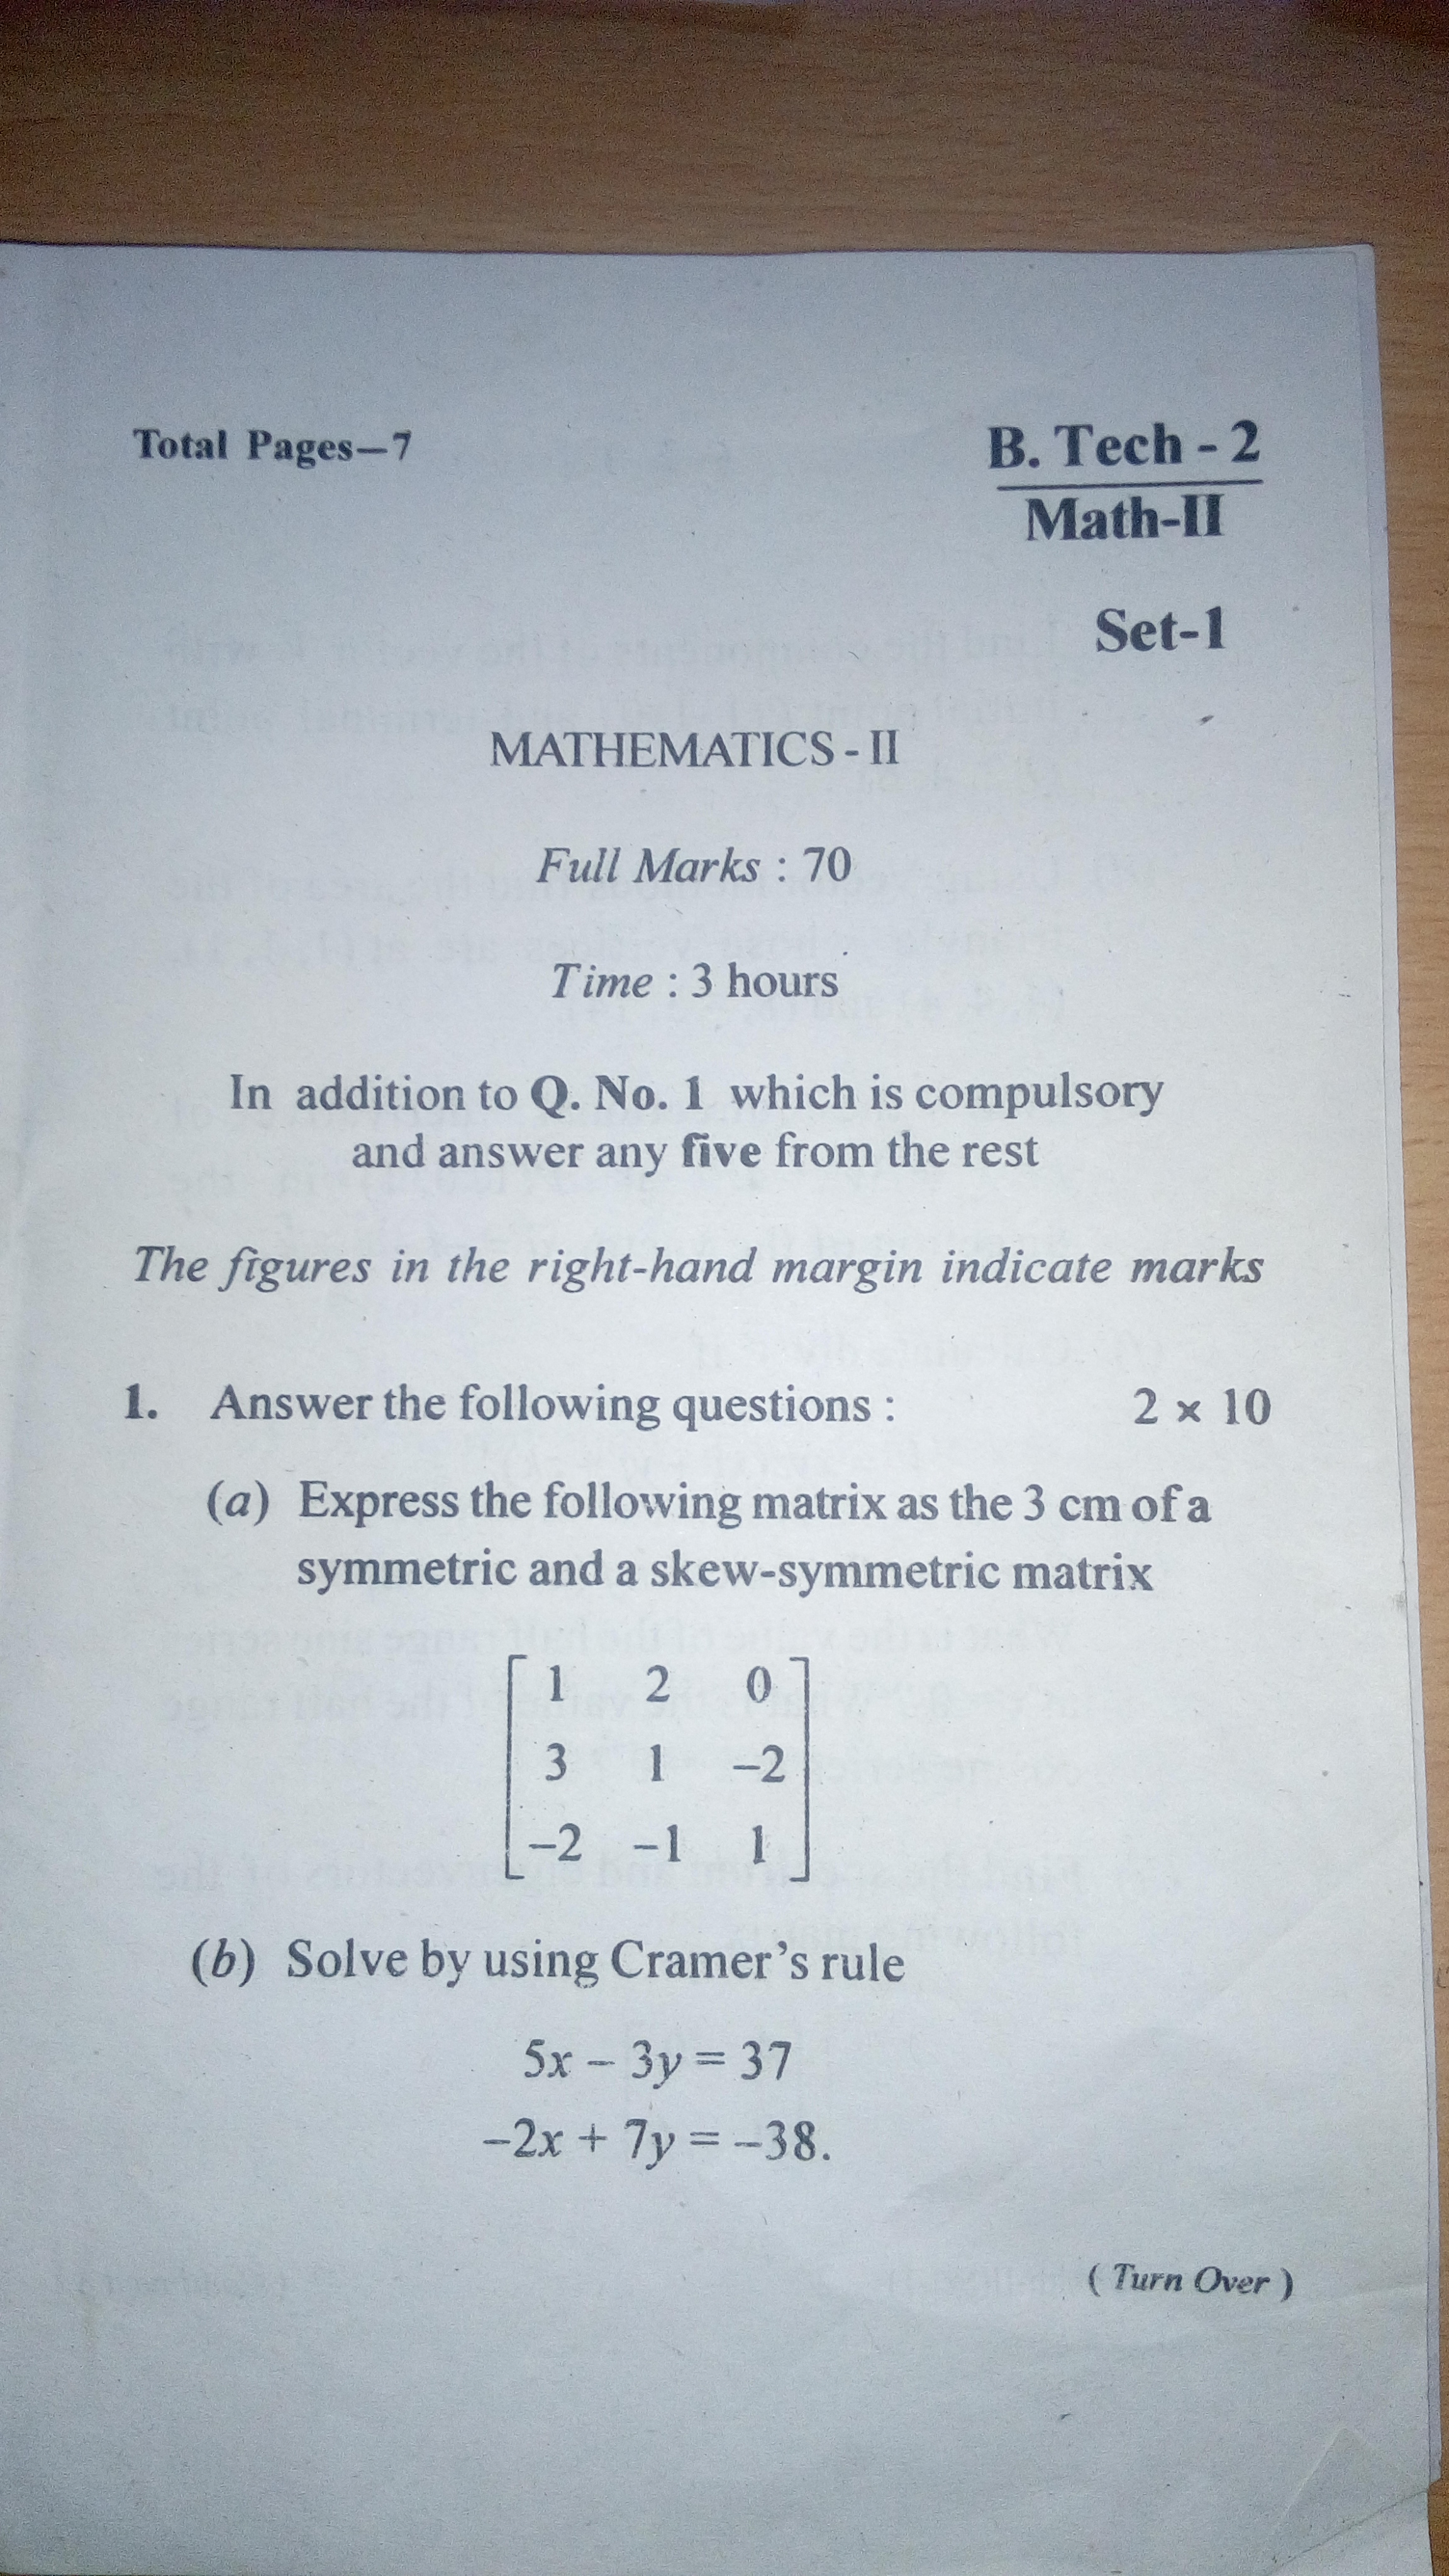 Total Pages—7
B. Tech - 2
Math-II
Set-1
MATHEMATICS - II
Full Marks : 70
Time : 3 hours
In addition to Q. No. 1 which is compulsory
and answer any five from the rest
The figures in the right-hand margin indicate marks
1. Answer the following questions : 2 × 10
(a) Express the following matrix as the 3 cm of a
symmetric and a skew-symmetric matrix
1 2 0
3 1 –2
–2 –1 1
(b) Solve by using Cramer's rule
5x – 3y = 37
–2x + 7y = –38.
( Turn Over )